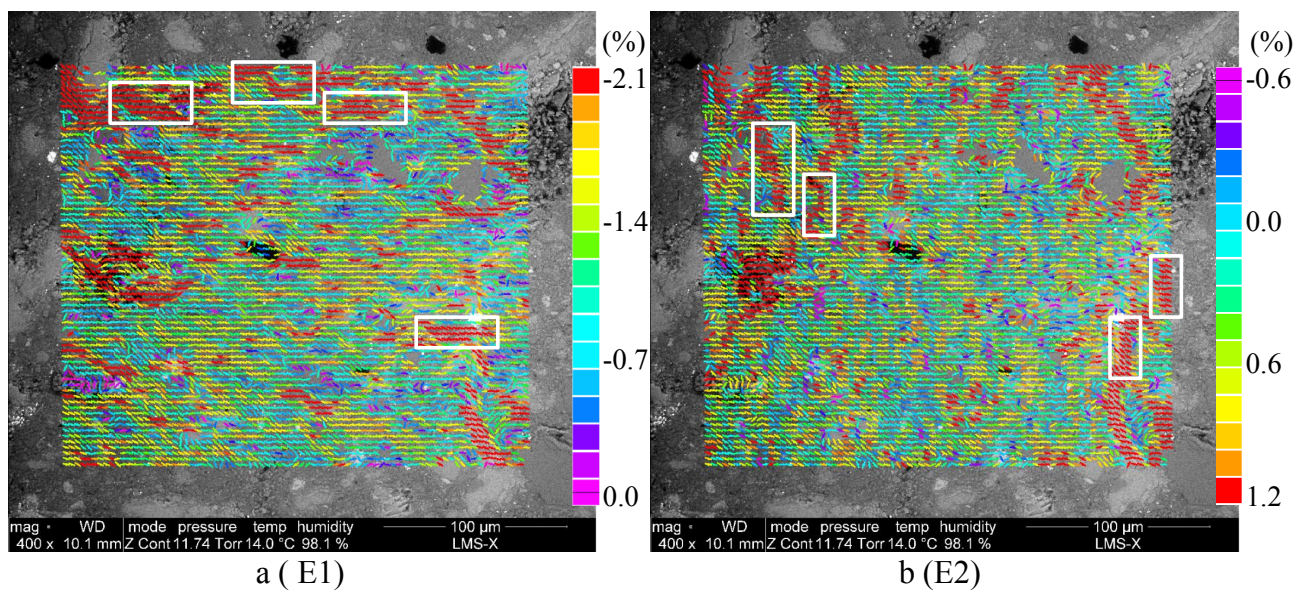 (%)
-2.1
-1.4
-0.7
0.0
mag ▫ WD mode pressure temp humidity 100 µm
400 x 10.1 mm Z Cont 11.74 Torr 14.0 °C 98.1 % LMS-X
a ( E1)
(%)
-0.6
0.0
0.6
1.2
mag ▫ WD mode pressure temp humidity 100 µm
400 x 10.1 mm Z Cont 11.74 Torr 14.0 °C 98.1 % LMS-X
b (E2)